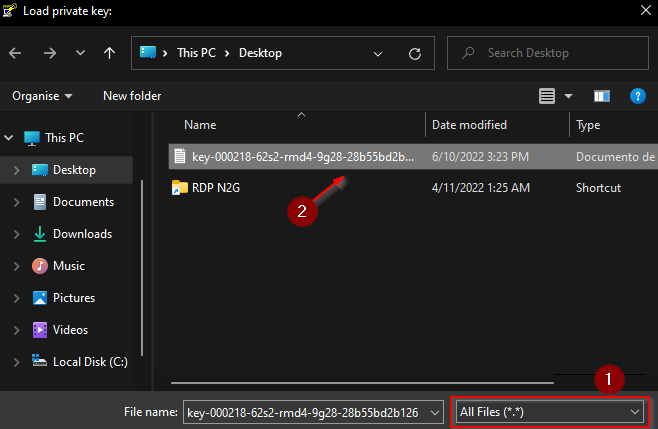 Load private key:
This PC > Desktop
Search Desktop
Organise
New folder
Name
Date modified
Type
This PC
Desktop
Documents
Downloads
Music
Pictures
Videos
Local Disk (C:)
key-000218-62s2-rmd4-9g28-28b55bd2b...
6/10/2022 3:23 PM
Documento de
RDP N2G
4/11/2022 1:25 AM
Shortcut
2
1
File name:
key-000218-62s2-rmd4-9g28-28b55bd2b126
All Files (*.*)